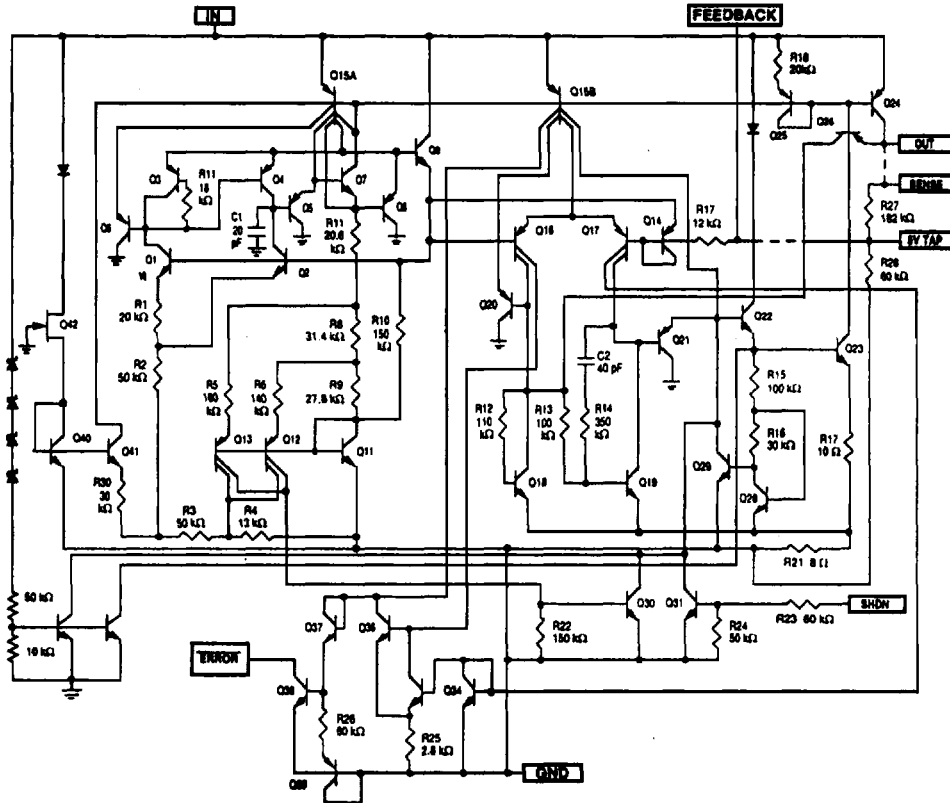 IN
FEEDBACK
R18
20kΩ
Q15A
Q15B
Q24
Q25
Q26
OUT
SENSE
R27
182 kΩ
5V TAP
R28
60 kΩ
Q3
R11
18
kΩ
Q4
Q7
Q8
C1
20
pF
Q5
Q6
R11
20.6
kΩ
Q16
Q17
Q14
R17
12 kΩ
Q1
Q2
R1
20 kΩ
R2
50 kΩ
R10
150
kΩ
R8
31.4 kΩ
R9
27.8 kΩ
R5
180
kΩ
R6
140
kΩ
Q13
Q12
Q11
Q42
Q40
Q41
R30
30
kΩ
R3
50 kΩ
R4
13 kΩ
Q20
C2
40 pF
Q21
Q22
Q23
R15
100 kΩ
R16
30 kΩ
R12
110
kΩ
R13
100
kΩ
R14
350
kΩ
R17
10 Ω
Q18
Q19
Q29
Q28
R21 8 Ω
60 kΩ
10 kΩ
Q37
Q36
R22
150 kΩ
Q30
Q31
R24
50 kΩ
R23 60 kΩ
SHDN
ERROR
Q38
Q34
R26
60 kΩ
R25
2.8 kΩ
GND